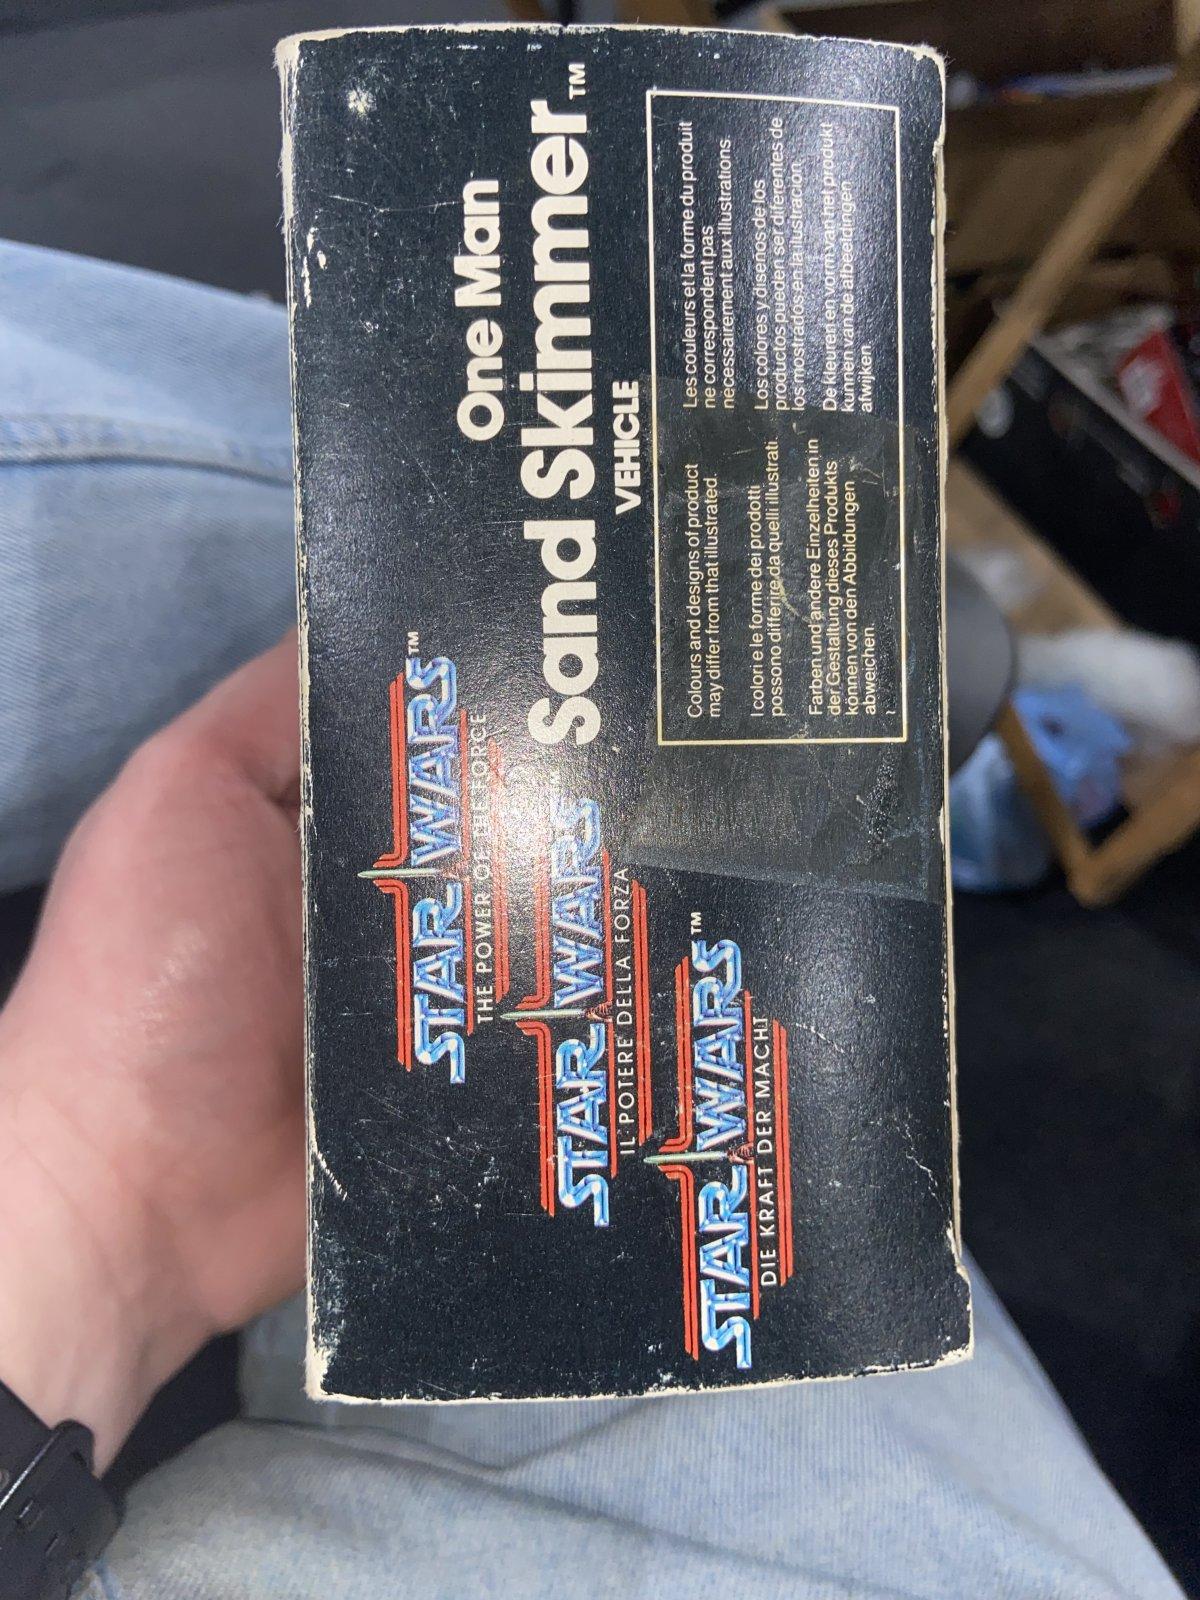 STAR WARS™
THE POWER OF THE FORCE
STAR WARS™
IL POTERE DELLA FORZA
STAR WARS™
DIE KRAFT DER MACHT
One Man
Sand Skimmer™
VEHICLE
Colours and designs of product
may differ from that illustrated.
I colori e le forme dei prodotti
possono differire da quelli illustrati.
Farben und andere Einzelheiten in
der Gestaltung dieses Produkts
können von den Abbildungen
abweichen.
Les couleurs et la forme du produit
ne correspondent pas
necessairement aux illustrations
Los colores y diseños de los
productos pueden ser diferentes de
los mostrados en la ilustracion.
De kleuren en vorm van het produkt
kunnen van de afbeeldingen
afwijken